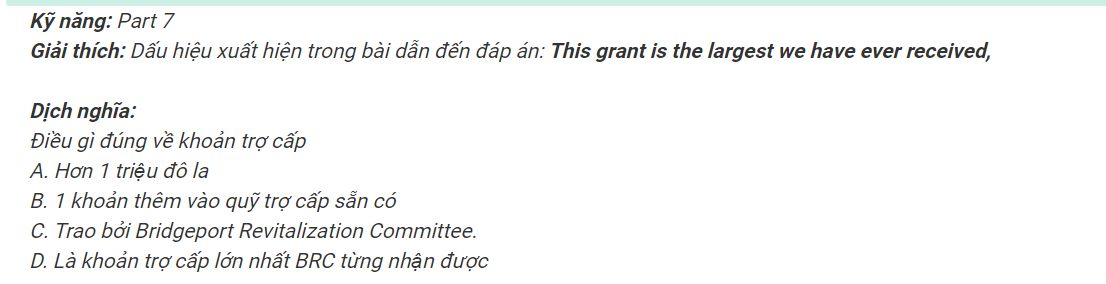 Kỹ năng: Part 7
Giải thích: Dấu hiệu xuất hiện trong bài dẫn đến đáp án: This grant is the largest we have ever received,
Dịch nghĩa:
Điều gì đúng về khoản trợ cấp
A. Hơn 1 triệu đô la
B. 1 khoản thêm vào quỹ trợ cấp sẵn có
C. Trao bởi Bridgeport Revitalization Committee.
D. Là khoản trợ cấp lớn nhất BRC từng nhận được